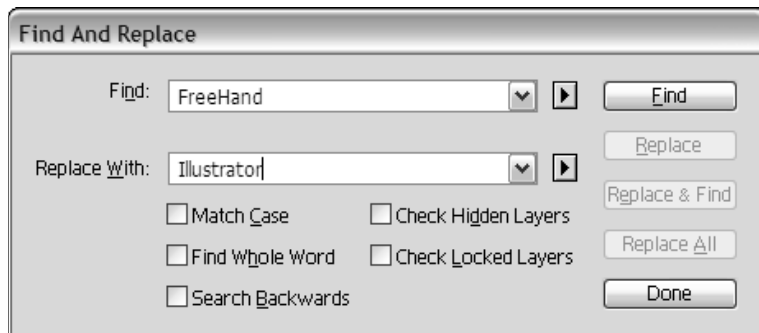 Find And Replace
Find: FreeHand Find
Replace
Replace With: Illustrator
Replace & Find
Match Case Check Hidden Layers
Replace All
Find Whole Word Check Locked Layers
Search Backwards Done